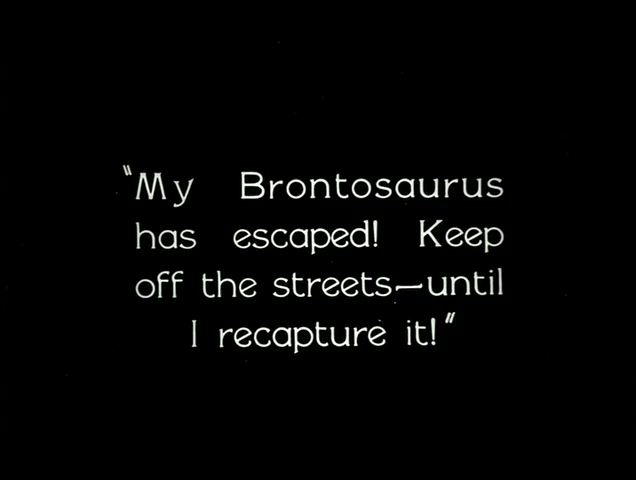 "My Brontosaurus
has escaped! Keep
off the streets—until
I recapture it!"